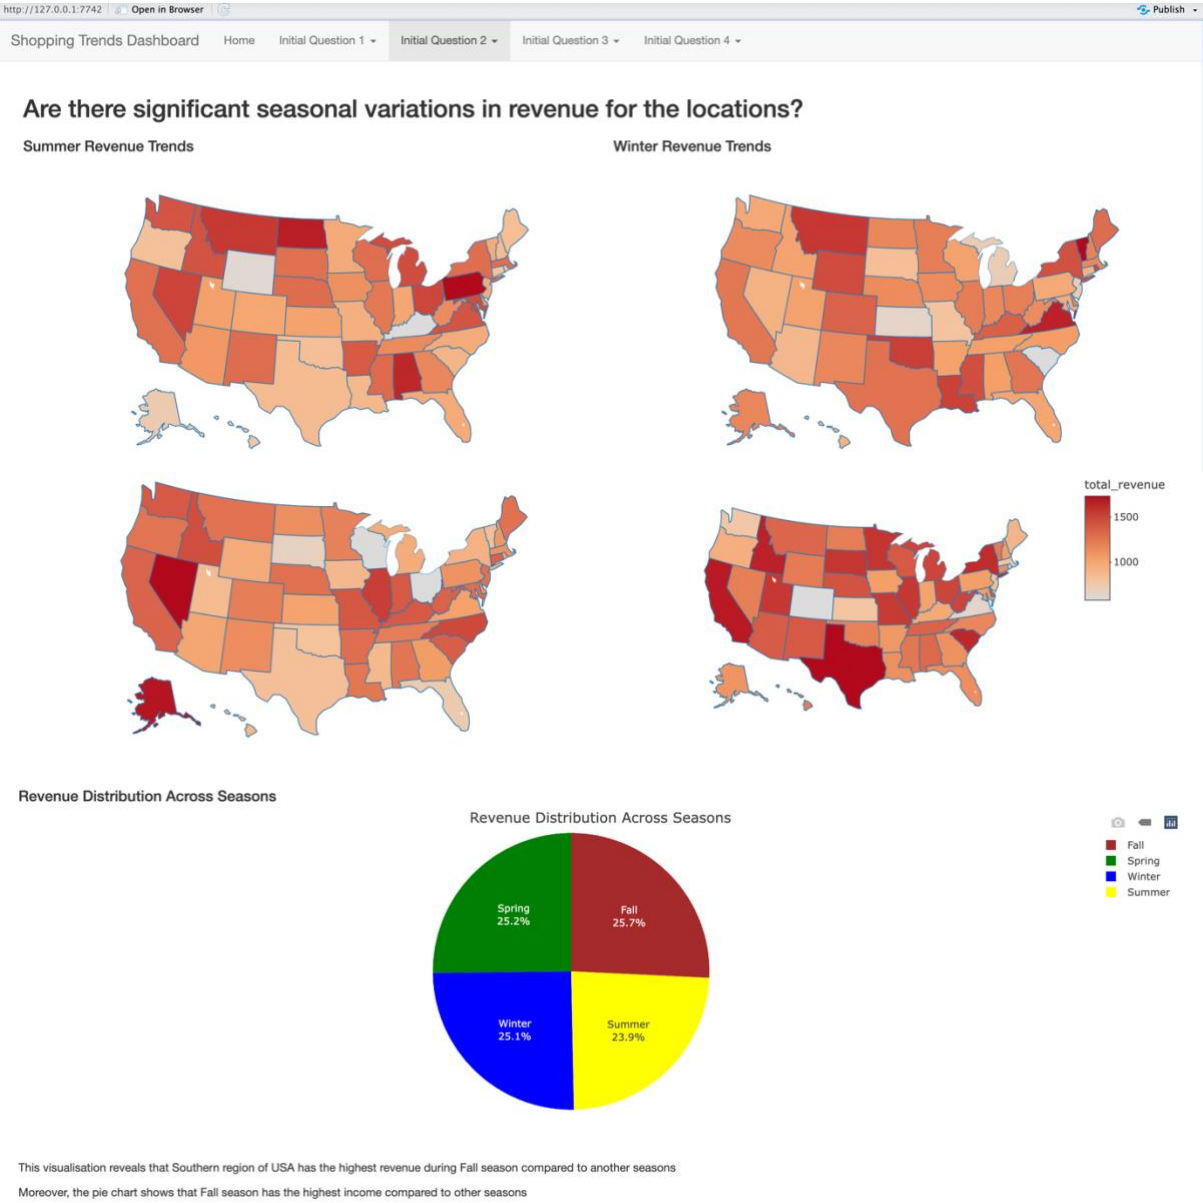 http://127.0.0.1:7742 Open in Browser Publish
Shopping Trends Dashboard Home Initial Question 1 Initial Question 2 Initial Question 3 Initial Question 4
Are there significant seasonal variations in revenue for the locations?
Summer Revenue Trends Winter Revenue Trends
total_revenue
1500
1000
Revenue Distribution Across Seasons
Revenue Distribution Across Seasons
Fall
Spring
Winter
Summer
Spring
25.2%
Fall
25.7%
Winter
25.1%
Summer
23.9%
This visualisation reveals that Southern region of USA has the highest revenue during Fall season compared to another seasons
Moreover, the pie chart shows that Fall season has the highest income compared to other seasons